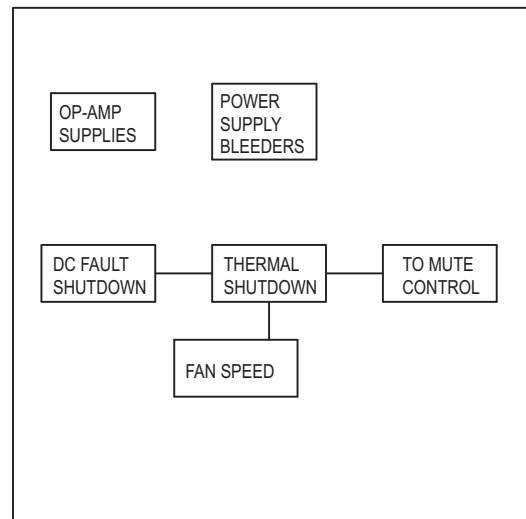 OP-AMP
SUPPLIES
POWER
SUPPLY
BLEEDERS
DC FAULT
SHUTDOWN
THERMAL
SHUTDOWN
TO MUTE
CONTROL
FAN SPEED